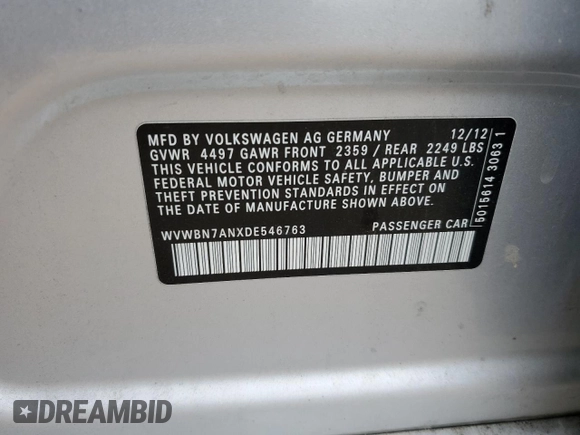 MFD BY VOLKSWAGEN AG GERMANY 12/12
GVWR 4497 GAWR FRONT 2359 / REAR 2249 LBS
THIS VEHICLE CONFORMS TO ALL APPLICABLE U.S.
FEDERAL MOTOR VEHICLE SAFETY, BUMPER AND
THEFT PREVENTION STANDARDS IN EFFECT ON
THE DATE OF MANUFACTURE SHOWN ABOVE.
WVWBN7ANXDE546763 PASSENGER CAR
5015614 3063 1
DREAMBID